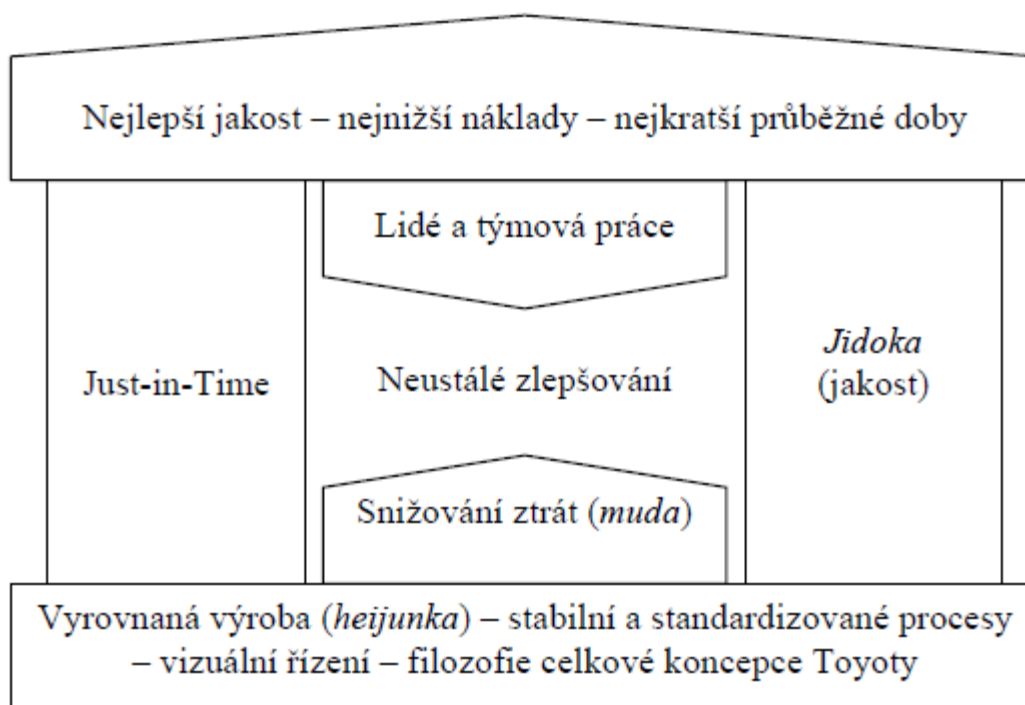 Nejlepší jakost – nejnižší náklady – nejkratší průběžné doby
Lidé a týmová práce
Just-in-Time
Neustálé zlepšování
Jidoka
(jakost)
Snižování ztrát (muda)
Vyrovnaná výroba (heijunka) – stabilní a standardizované procesy
– vizuální řízení – filozofie celkové koncepce Toyoty